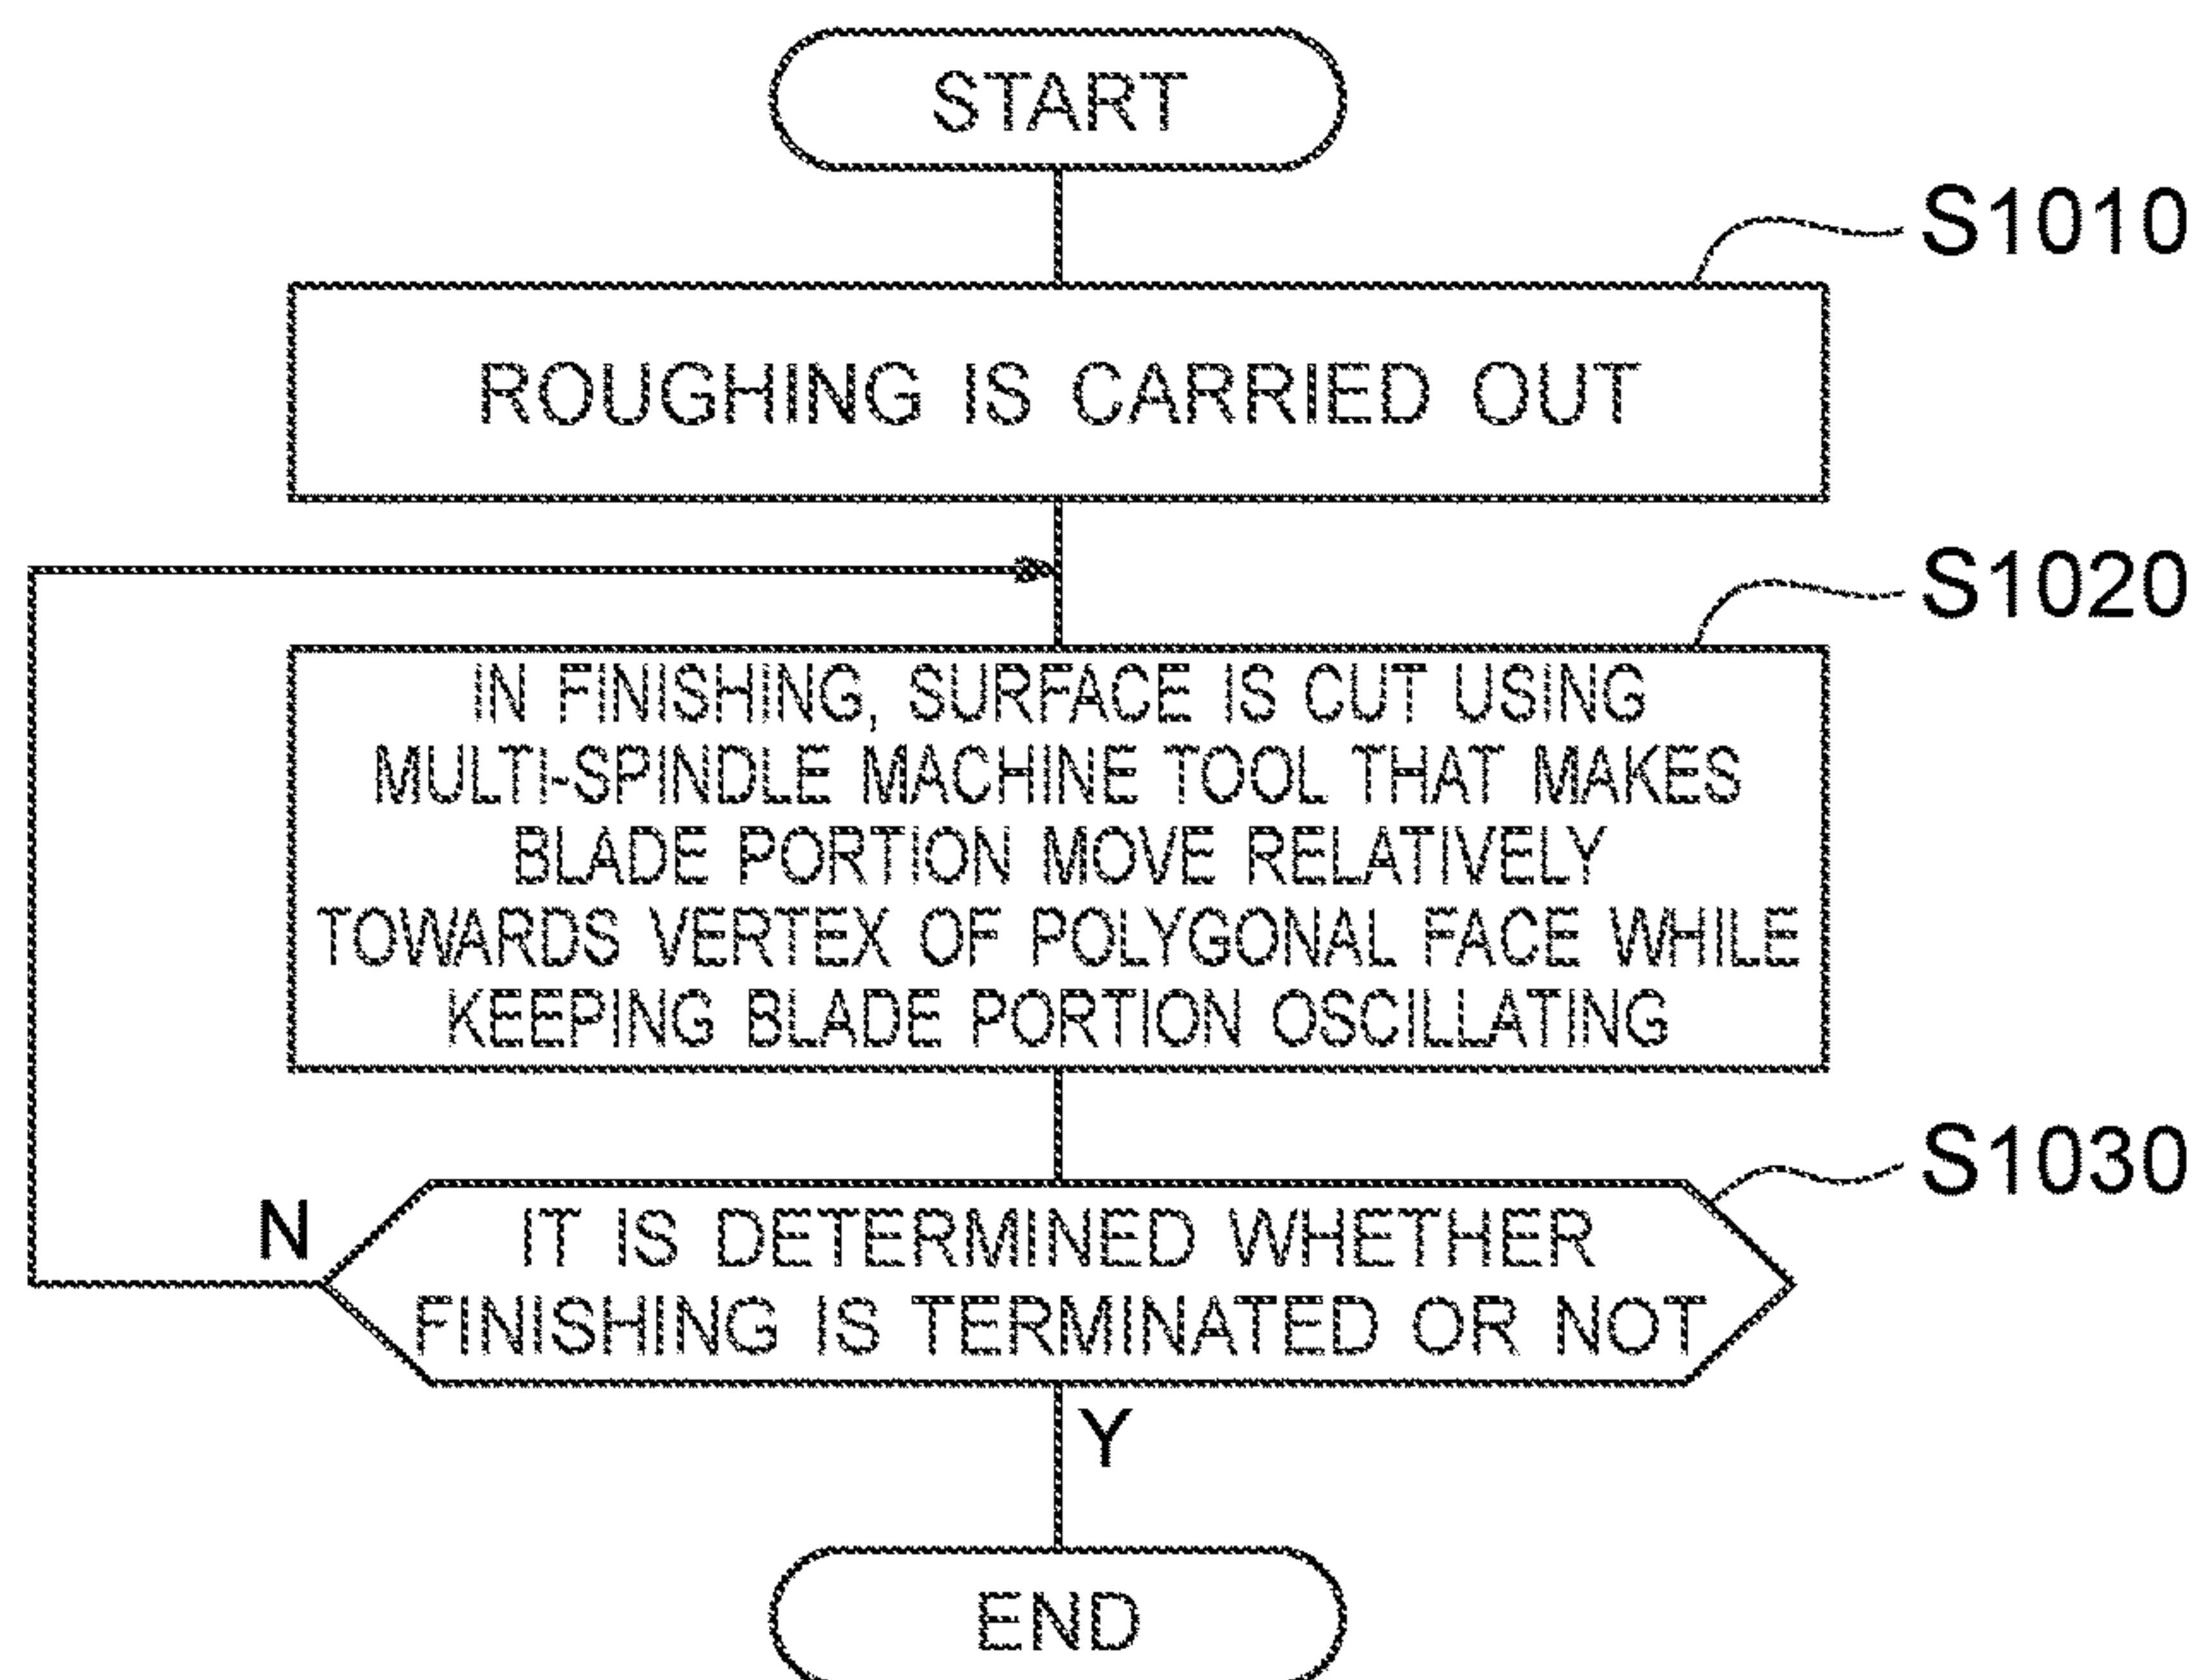 START
S1010
ROUGHING IS CARRIED OUT
S1020
IN FINISHING, SURFACE IS CUT USING
MULTI-SPINDLE MACHINE TOOL THAT MAKES
BLADE PORTION MOVE RELATIVELY
TOWARDS VERTEX OF POLYGONAL FACE WHILE
KEEPING BLADE PORTION OSCILLATING
S1030
N
IT IS DETERMINED WHETHER
FINISHING IS TERMINATED OR NOT
Y
END